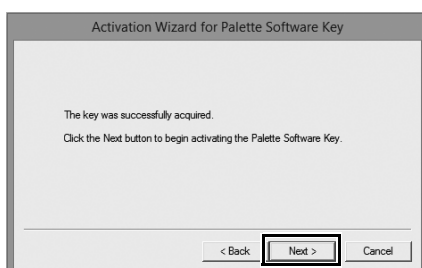 Activation Wizard for Palette Software Key
The key was successfully acquired.
Click the Next button to begin activating the Palette Software Key.
< Back Next > Cancel